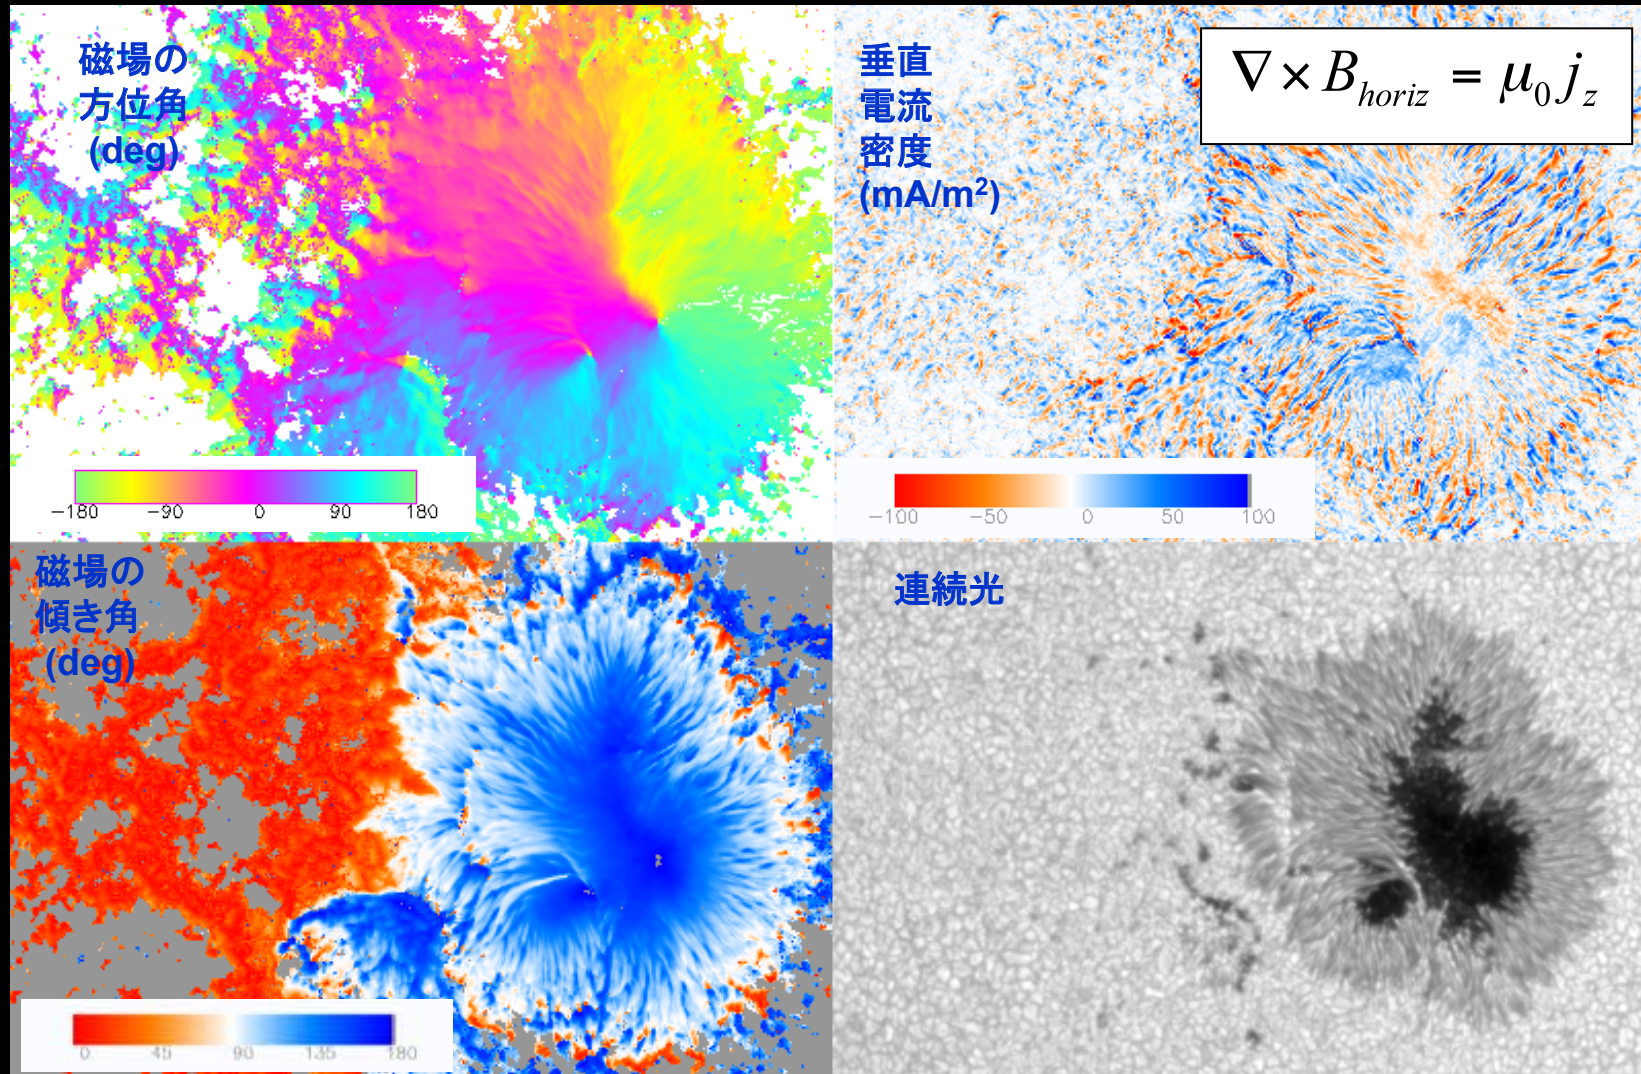 磁場の
方位角
(deg)
−180 −90 0 90 180
垂直
電流
密度
(mA/m²)
∇ × B_horiz = μ₀ j_z
−100 −50 0 50 100
磁場の
傾き角
(deg)
0 45 90 135 180
連続光